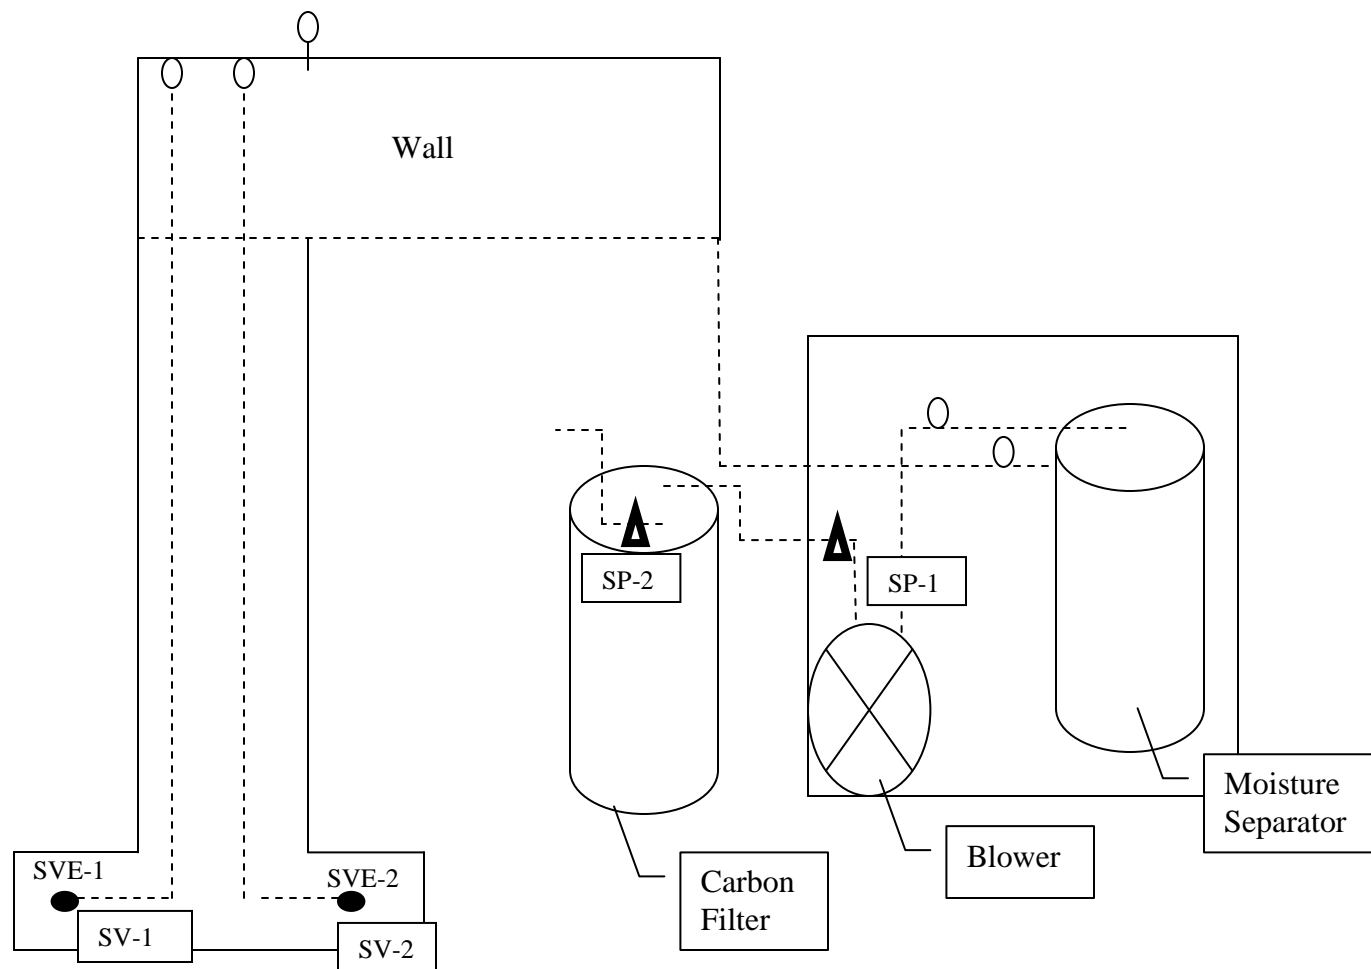 Wall
SP-2
SP-1
Moisture
Separator
Blower
SVE-1
SVE-2
Carbon
Filter
SV-1
SV-2